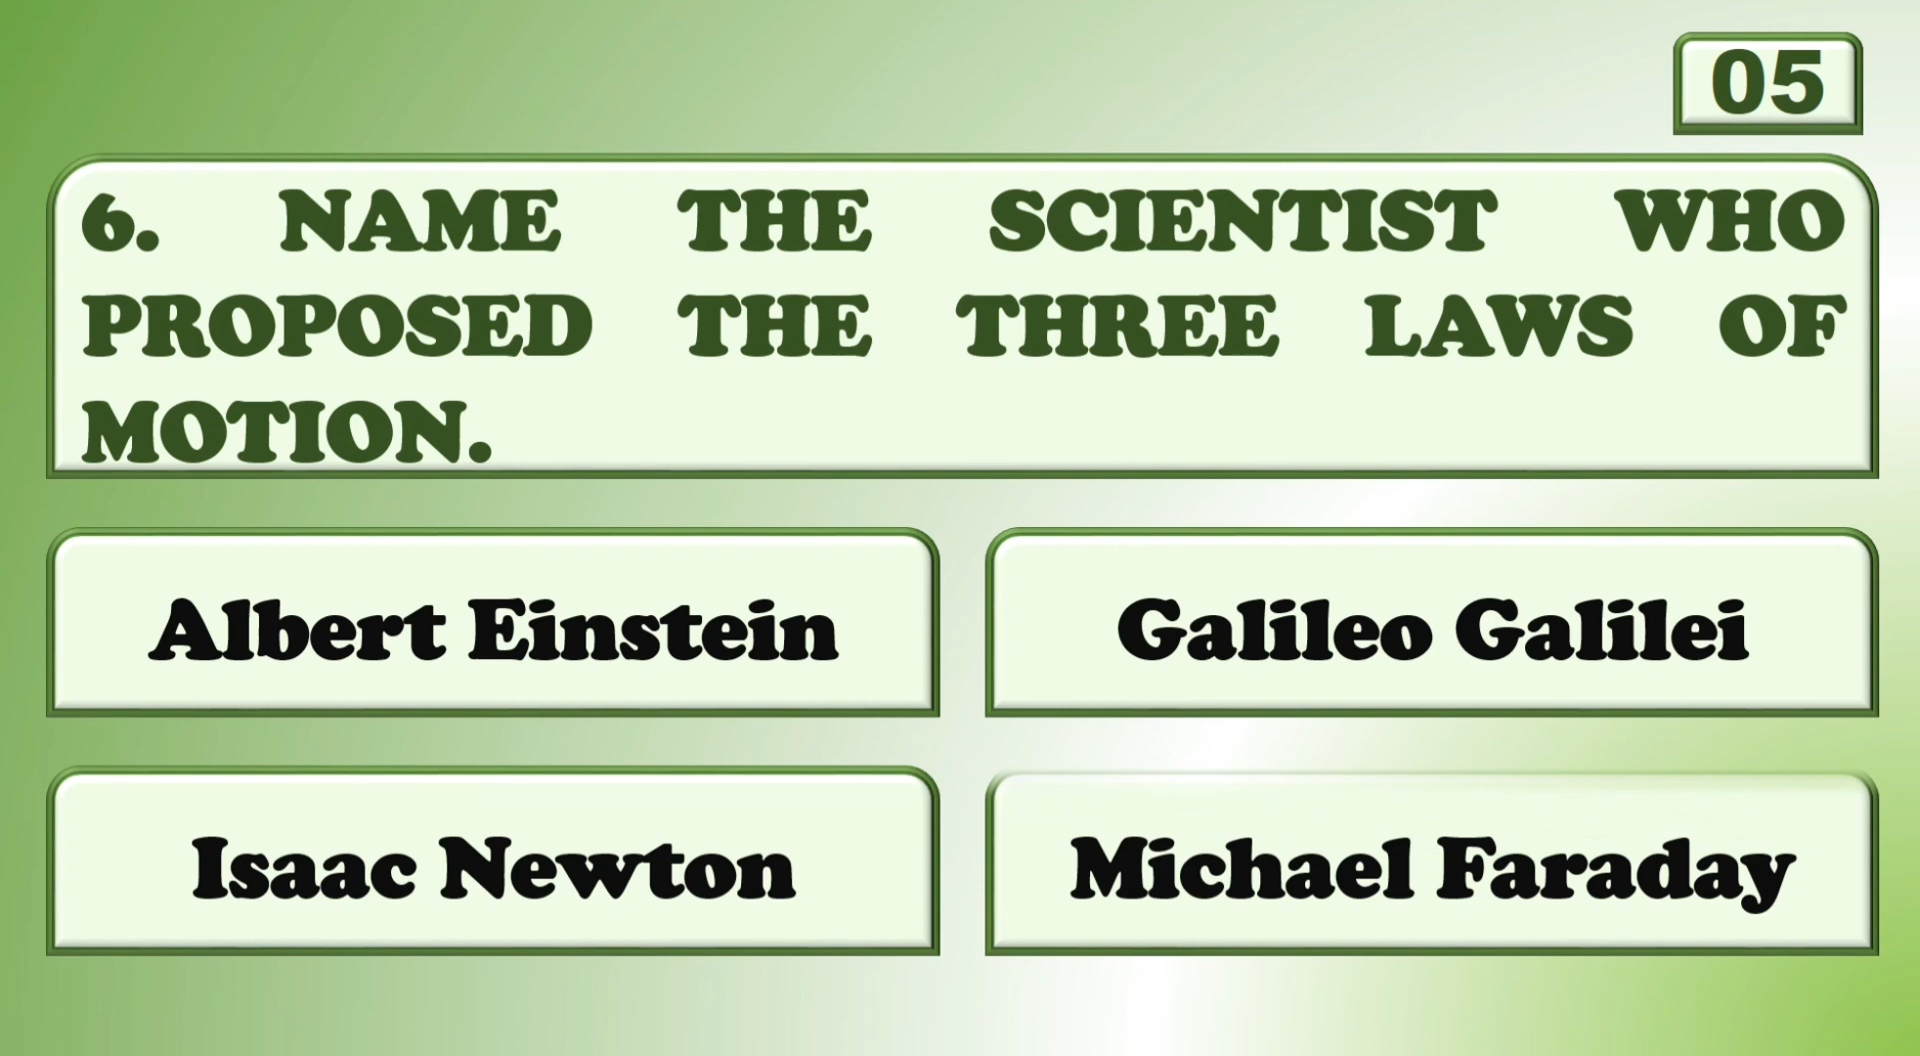 05
6. NAME THE SCIENTIST WHO
PROPOSED THE THREE LAWS OF
MOTION.
Albert Einstein
Galileo Galilei
Isaac Newton
Michael Faraday